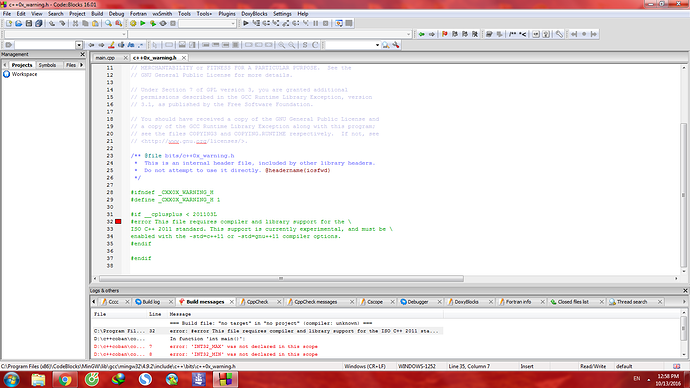 c++0x_warning.h - Code::Blocks 16.01
File Edit View Search Project Build Debug Fortran wxSmith Tools Tools+ Plugins DoxyBlocks Settings Help
Management
Projects Symbols Files
Workspace
main.cpp c++0x_warning.h
11 // MERCHANTABILITY or FITNESS FOR A PARTICULAR PURPOSE. See the
12 // GNU General Public License for more details.
13
14 // Under Section 7 of GPL version 3, you are granted additional
15 // permissions described in the GCC Runtime Library Exception, version
16 // 3.1, as published by the Free Software Foundation.
17
18 // You should have received a copy of the GNU General Public License and
19 // a copy of the GCC Runtime Library Exception along with this program;
20 // see the files COPYING3 and COPYING.RUNTIME respectively. If not, see
21 // <http://www.gnu.org/licenses/>.
22
23 /** @file bits/c++0x_warning.h
24 * This is an internal header file, included by other library headers.
25 * Do not attempt to use it directly. @headername{iosfwd}
26 */
27
28 #ifndef _CXX0X_WARNING_H
29 #define _CXX0X_WARNING_H 1
30
31 #if __cplusplus < 201103L
32 #error This file requires compiler and library support for the \
33 ISO C++ 2011 standard. This support is currently experimental, and must be \
34 enabled with the -std=c++11 or -std=gnu++11 compiler options.
35 #endif
36
37 #endif
38
Logs & others
Cccc Build log Build messages CppCheck CppCheck messages Cscope Debugger DoxyBlocks Fortran info Closed files list Thread search
File Line Message
=== Build file: "no target" in "no project" (compiler: unknown) ===
C:\Program Fil... 32 error: #error This file requires compiler and library support for the ISO C++ 2011 sta...
D:\c++coban\co... In function 'int main()':
D:\c++coban\co... 7 error: 'INT32_MAX' was not declared in this scope
D:\c++coban\co... 8 error: 'INT32_MIN' was not declared in this scope
C:\Program Files (x86)\CodeBlocks\MinGW\lib\gcc\mingw32\4.9.2\include\c++\bits\c++0x_warning.h Windows (CR+LF) WINDOWS-1252 Line 35, Column 7 Insert Read/Write default
EN 12:58 PM
10/13/2016